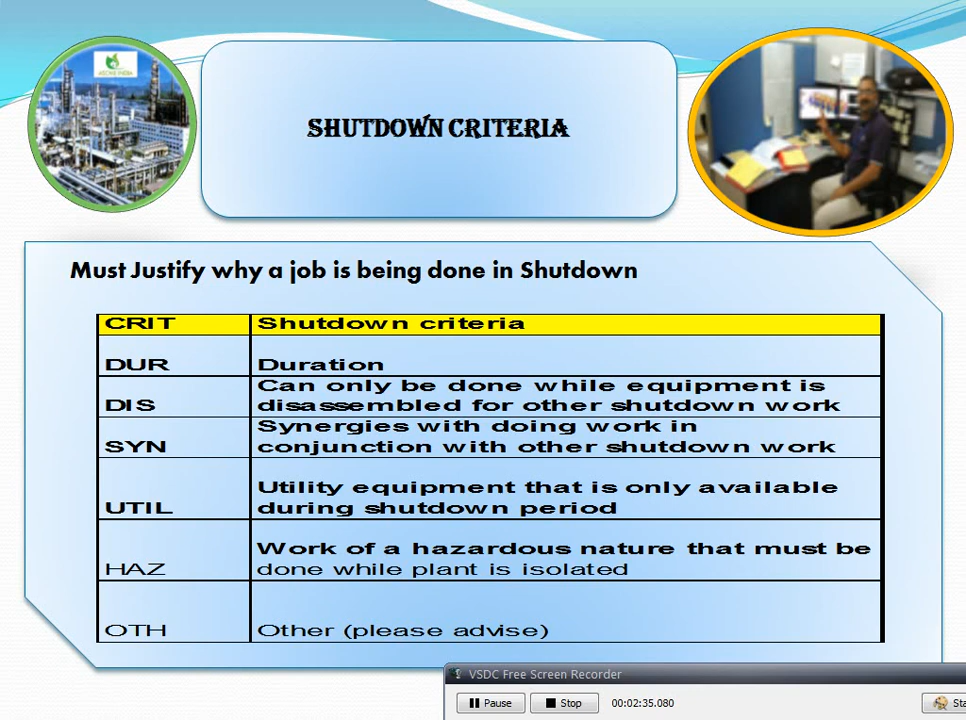 ASCME INDIA
SHUTDOWN CRITERIA
Must Justify why a job is being done in Shutdown
CRIT Shutdown criteria
DUR Duration
Can only be done while equipment is
DIS disassembled for other shutdown work
Synergies with doing work in
SYN conjunction with other shutdown work
Utility equipment that is only available
UTIL during shutdown period
Work of a hazardous nature that must be
HAZ done while plant is isolated
OTH Other (please advise)
VSDC Free Screen Recorder
Pause Stop 00:02:35.080 Sta